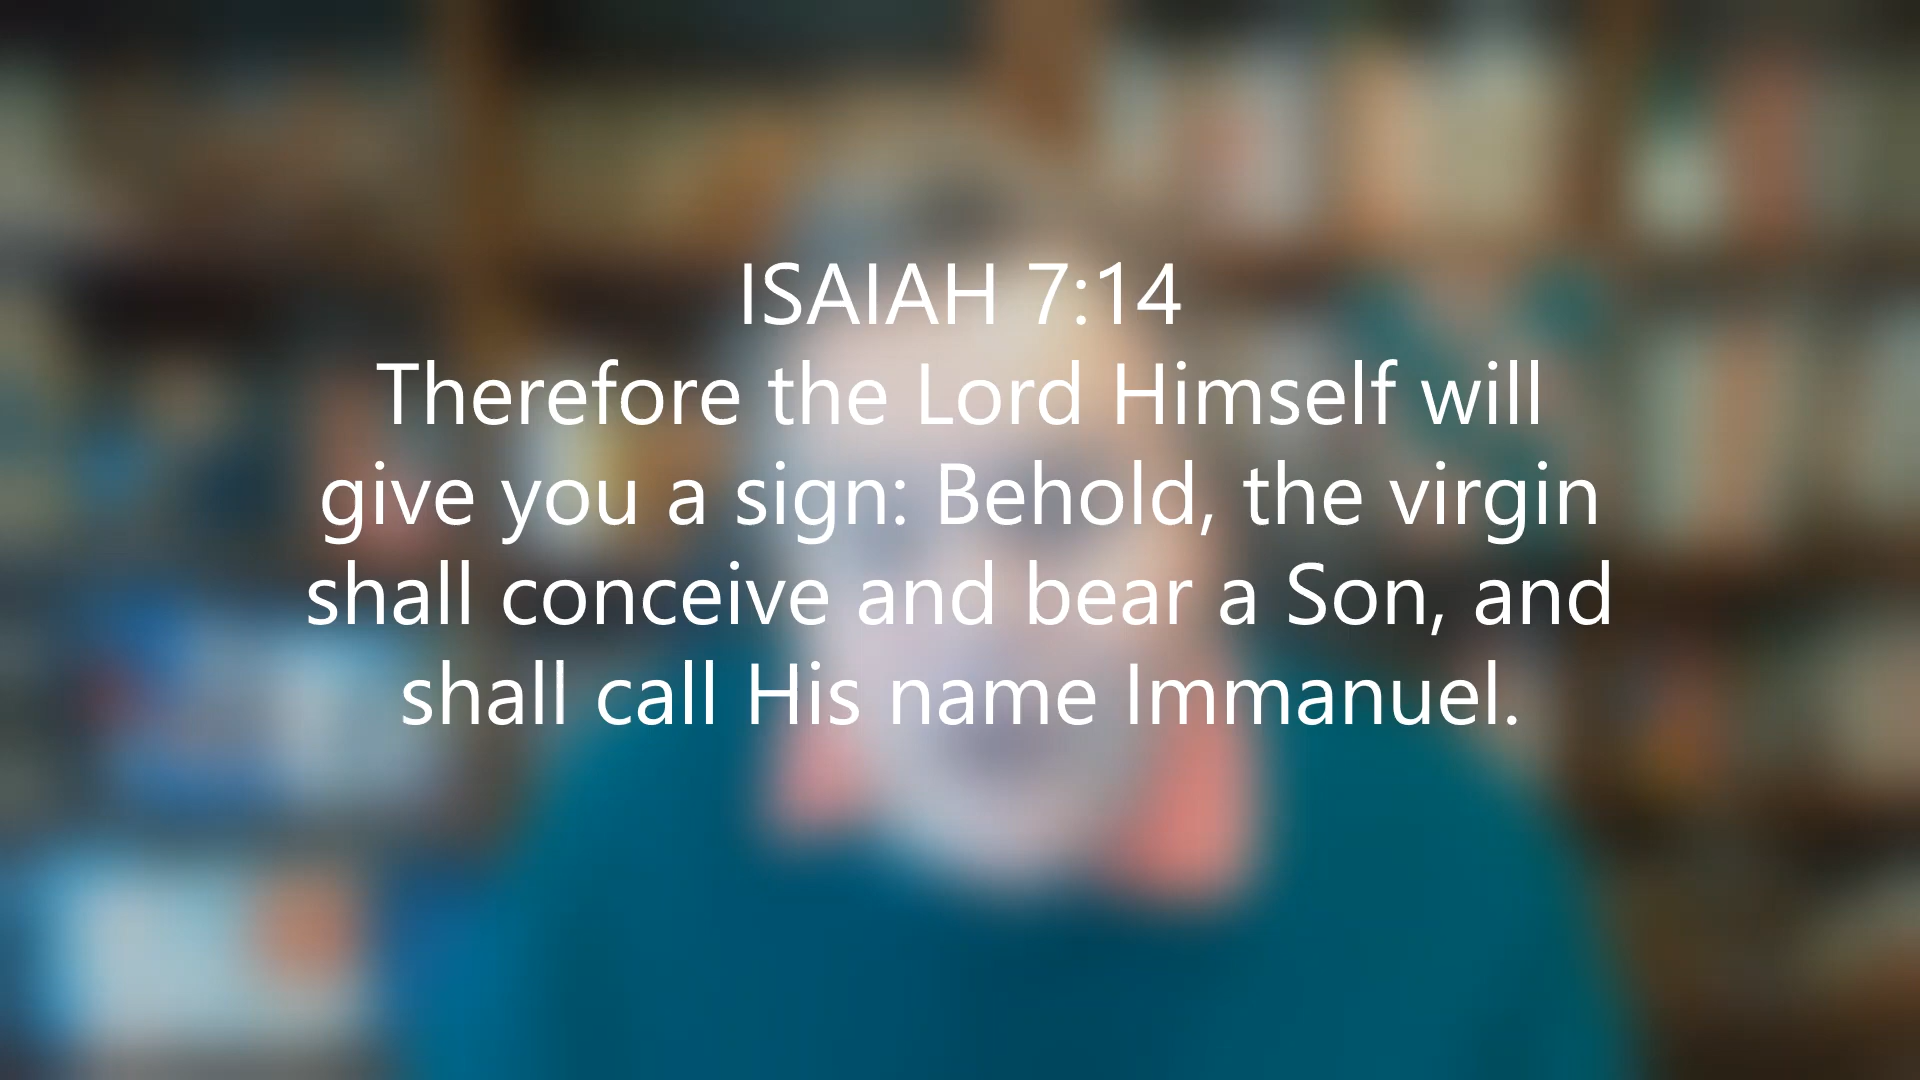 ISAIAH 7:14
Therefore the Lord Himself will
give you a sign: Behold, the virgin
shall conceive and bear a Son, and
shall call His name Immanuel.